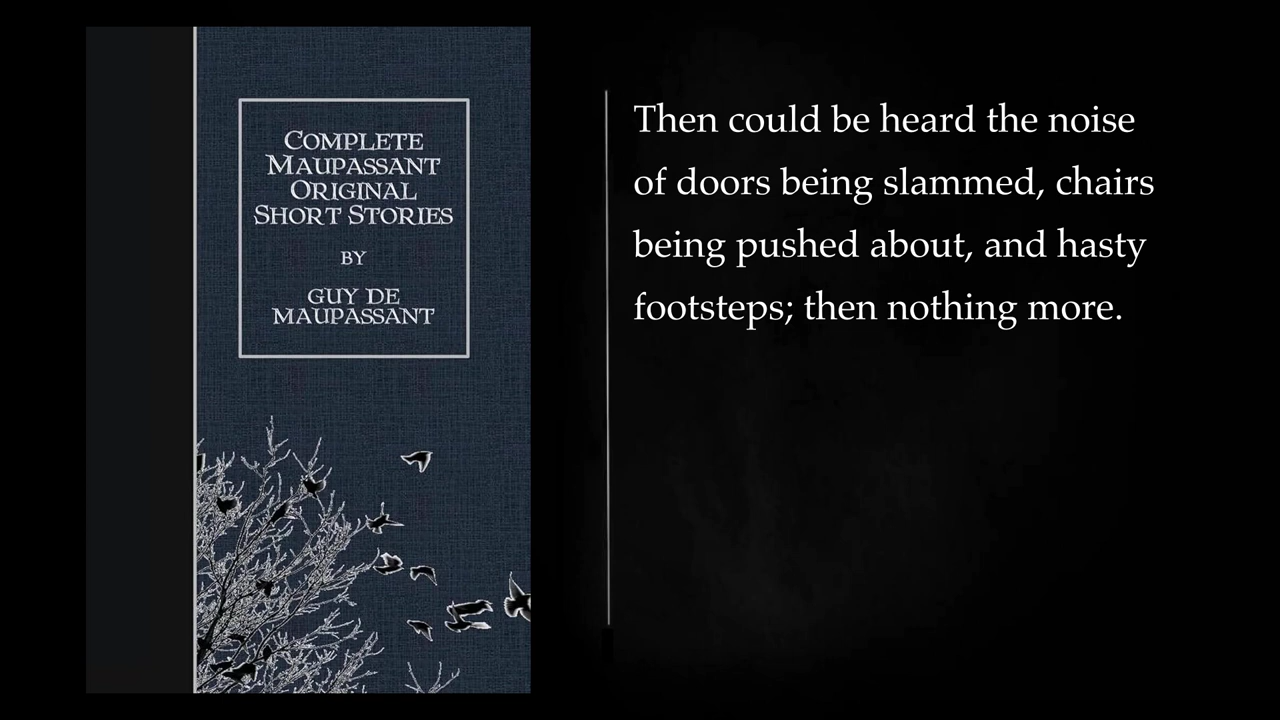 COMPLETE
MAUPASSANT
ORIGINAL
SHORT STORIES
BY
GUY DE
MAUPASSANT
Then could be heard the noise
of doors being slammed, chairs
being pushed about, and hasty
footsteps; then nothing more.